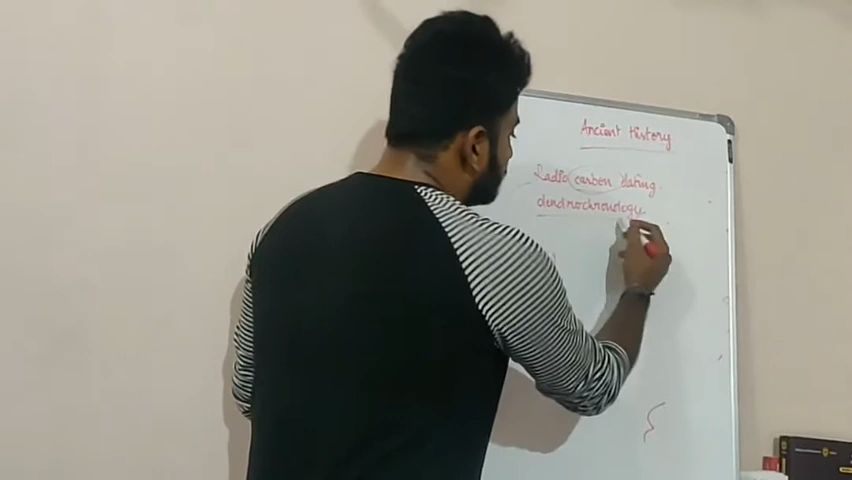 Ancient History
Radio carbon dating.
dendrochronology.